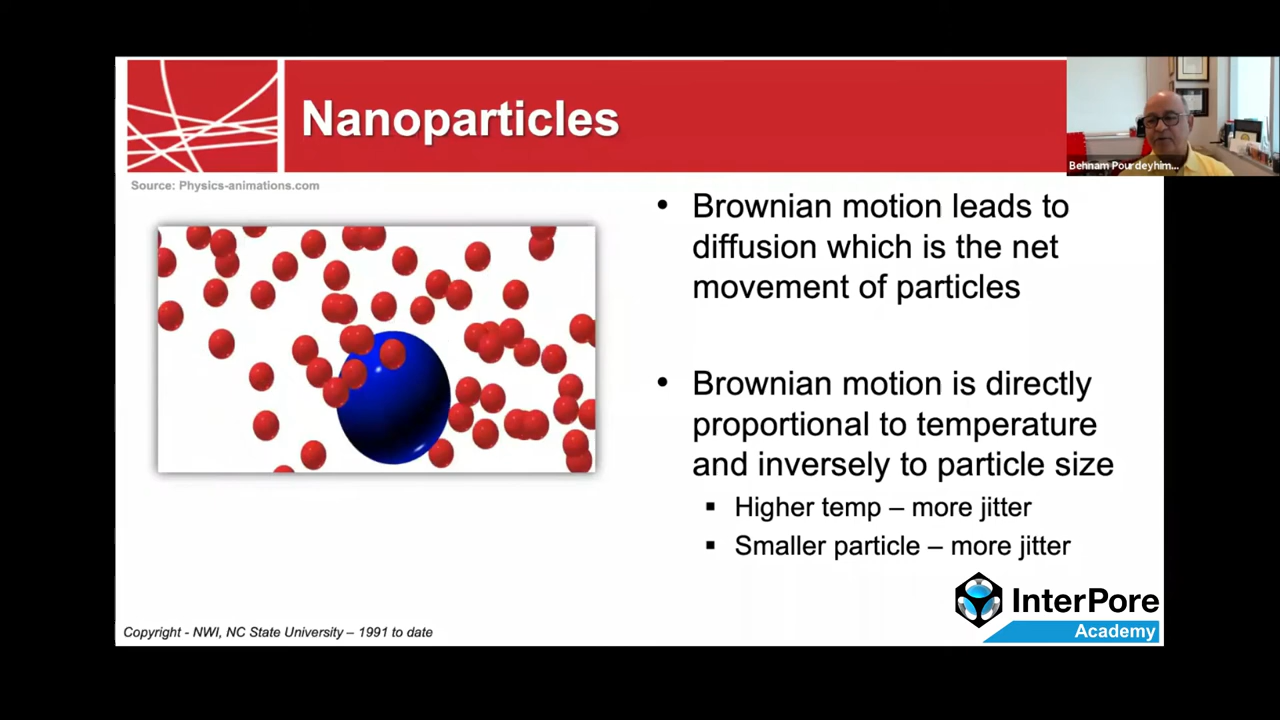 Nanoparticles
Behnam Pourdeyhim...
Source: Physics-animations.com
• Brownian motion leads to
diffusion which is the net
movement of particles
• Brownian motion is directly
proportional to temperature
and inversely to particle size
▪ Higher temp – more jitter
▪ Smaller particle – more jitter
InterPore
Academy
Copyright - NWI, NC State University – 1991 to date